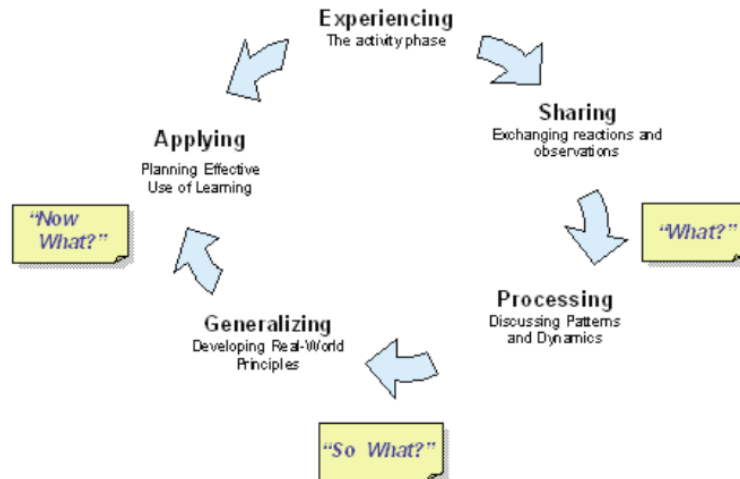 Experiencing
The activity phase
Sharing
Exchanging reactions and
observations
"What?"
Processing
Discussing Patterns
and Dynamics
"So What?"
Generalizing
Developing Real-World
Principles
"Now
What?"
Applying
Planning Effective
Use of Learning